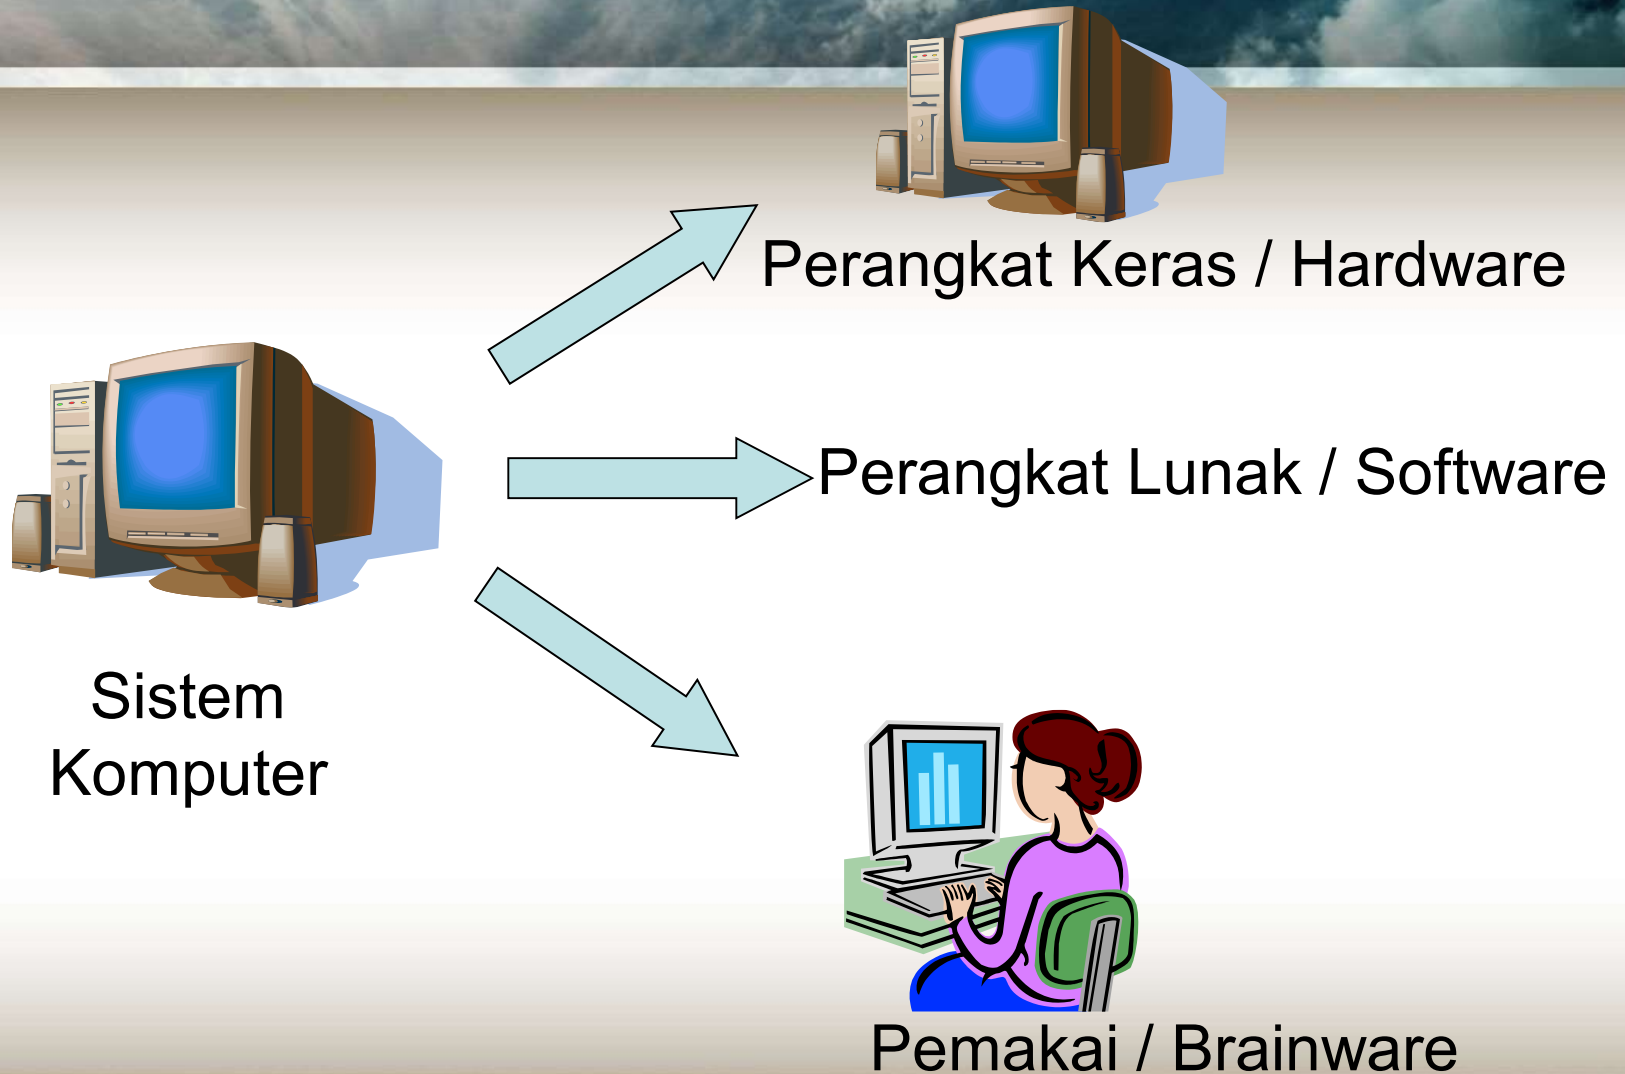 Perangkat Keras / Hardware
Perangkat Lunak / Software
Sistem
Komputer
Pemakai / Brainware